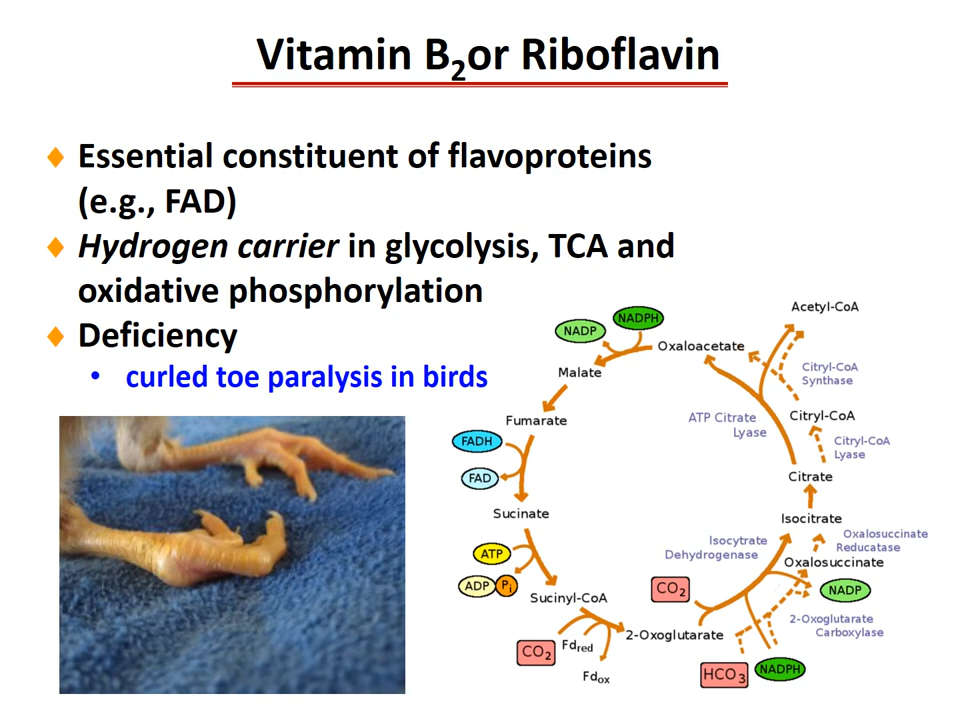 Vitamin B2or Riboflavin
♦ Essential constituent of flavoproteins
(e.g., FAD)
♦ Hydrogen carrier in glycolysis, TCA and
oxidative phosphorylation
♦ Deficiency
• curled toe paralysis in birds
Acetyl-CoA
NADPH
NADP
Oxaloacetate
Malate
Citryl-CoA
Synthase
Fumarate
ATP Citrate
Lyase
Citryl-CoA
Citryl-CoA
Lyase
FADH
FAD
Citrate
Sucinate
Isocitrate
Isocytrate
Dehydrogenase
Oxalosuccinate
Reducatase
ATP
ADP
Pi
Oxalosuccinate
CO2
NADP
Sucinyl-CoA
2-Oxoglutarate
2-Oxoglutarate
Carboxylase
CO2
Fdred
Fdox
HCO3
NADPH